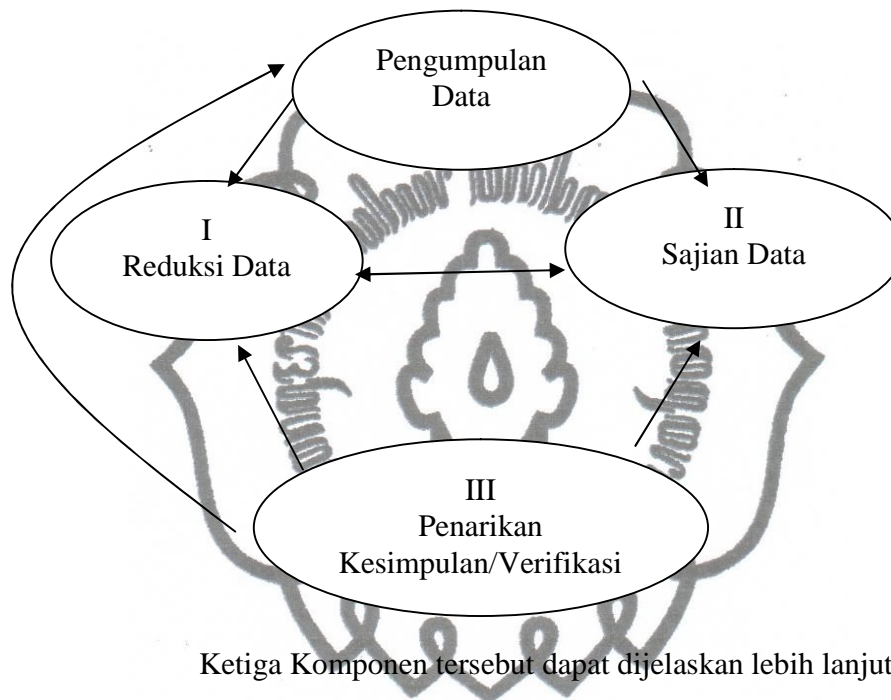 Pengumpulan
Data
I
Reduksi Data
II
Sajian Data
III
Penarikan
Kesimpulan/Verifikasi
Ketiga Komponen tersebut dapat dijelaskan lebih lanjut